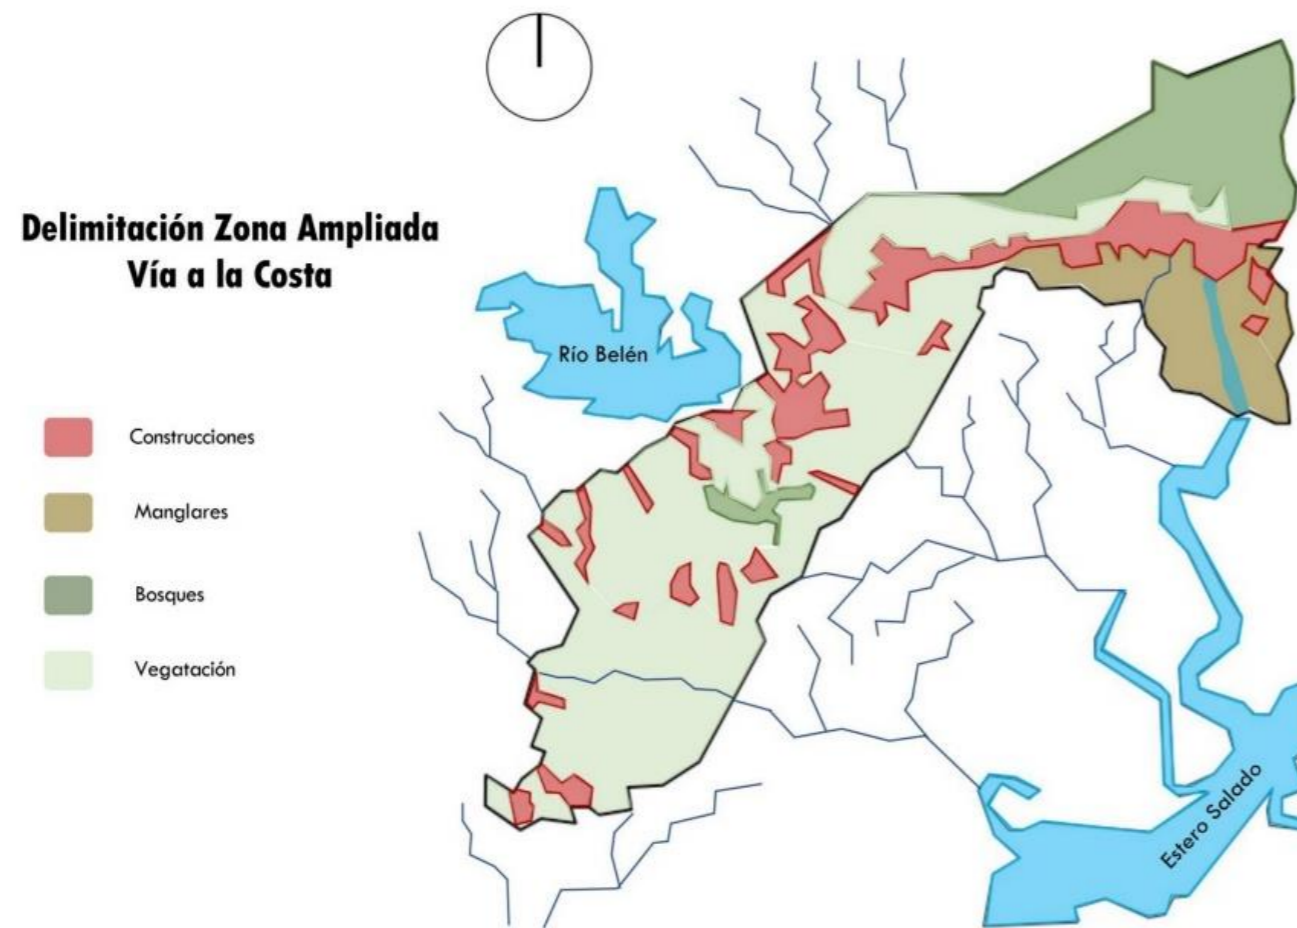 Delimitación Zona Ampliada
Vía a la Costa
Río Belén
Construcciones
Manglares
Bosques
Vegatación
Estero Salado